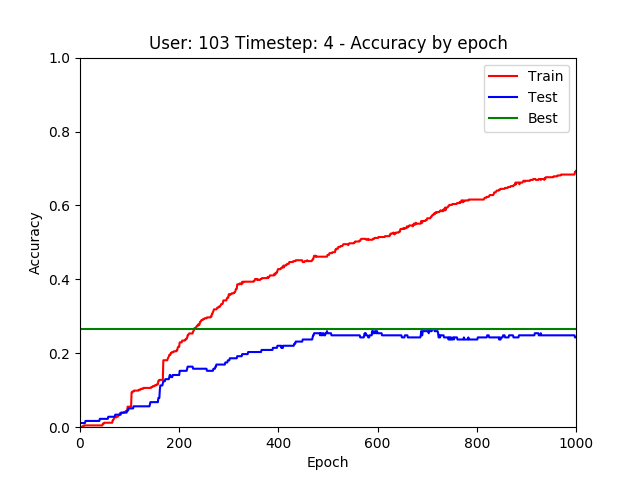 User: 103 Timestep: 4 - Accuracy by epoch
Train
Test
Best
Accuracy
1.0
0.8
0.6
0.4
0.2
0.0
0 200 400 600 800 1000
Epoch